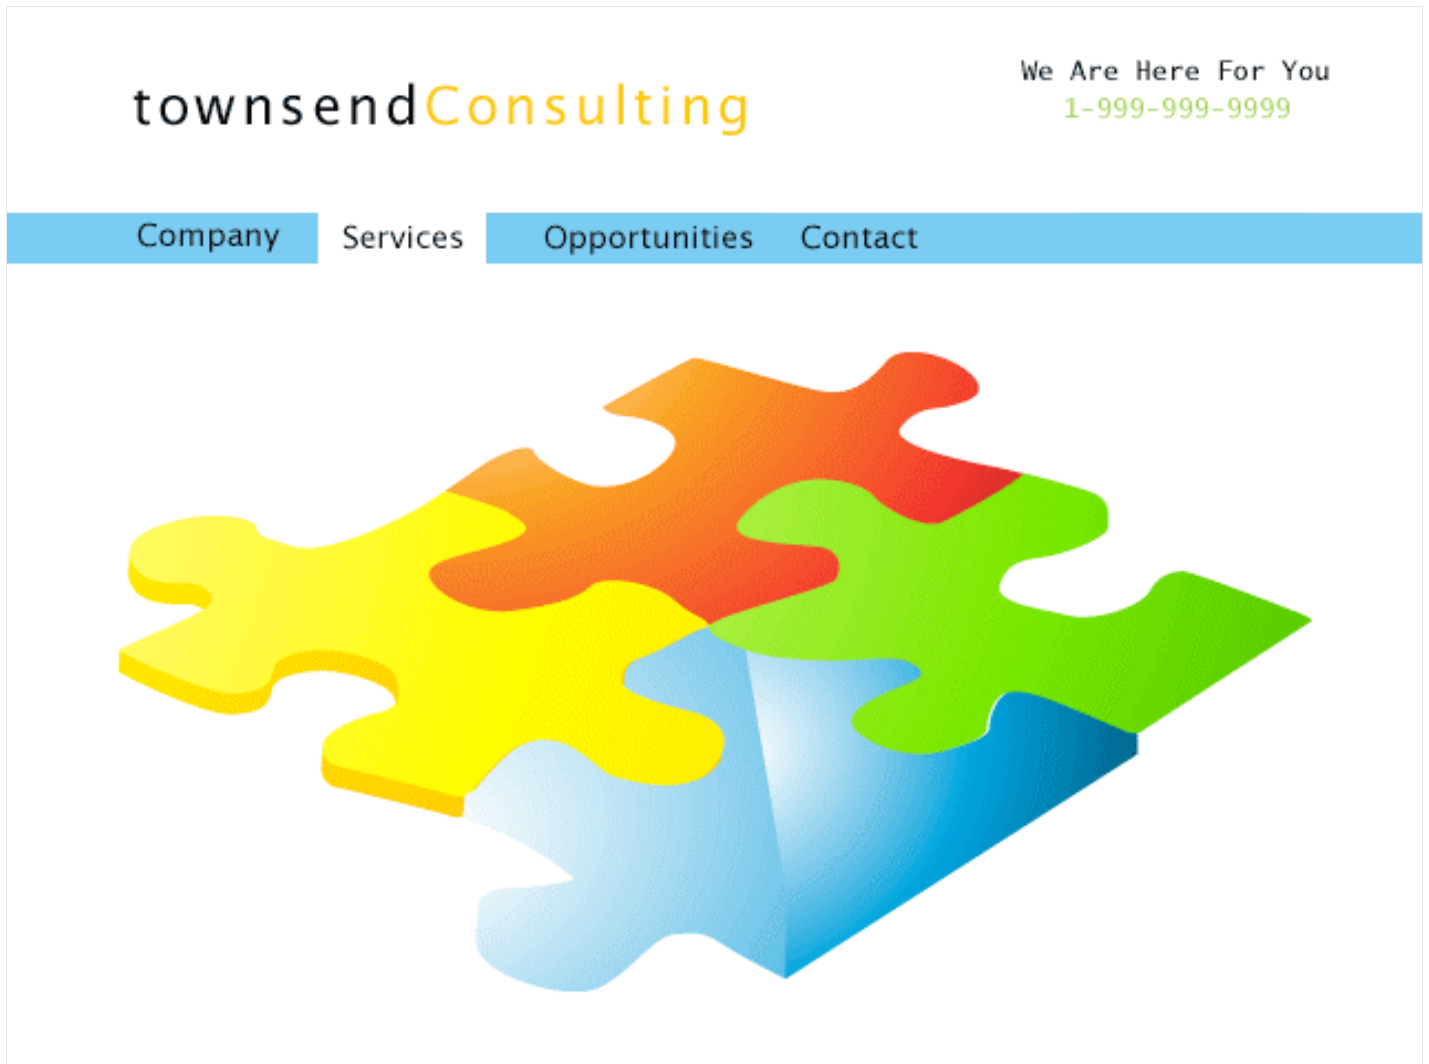 We Are Here For You
townsendConsulting
1-999-999-9999
Company Services Opportunities Contact